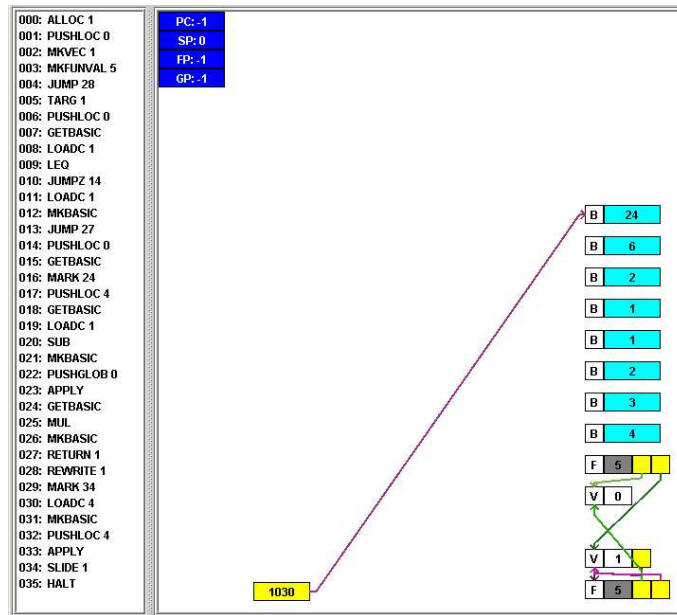 000: ALLOC 1
001: PUSHLOC 0
002: MKVEC 1
003: MKFUNVAL 5
004: JUMP 28
005: TARG 1
006: PUSHLOC 0
007: GETBASIC
008: LOADC 1
009: LEQ
010: JUMPZ 14
011: LOADC 1
012: MKBASIC
013: JUMP 27
014: PUSHLOC 0
015: GETBASIC
016: MARK 24
017: PUSHLOC 4
018: GETBASIC
019: LOADC 1
020: SUB
021: MKBASIC
022: PUSHGLOB 0
023: APPLY
024: GETBASIC
025: MUL
026: MKBASIC
027: RETURN 1
028: REWRITE 1
029: MARK 34
030: LOADC 4
031: MKBASIC
032: PUSHLOC 4
033: APPLY
034: SLIDE 1
035: HALT
PC: -1
SP: 0
FP: -1
GP: -1
B 24
B 6
B 2
B 1
B 1
B 2
B 3
B 4
F 5
V 0
V 1
F 5
1030